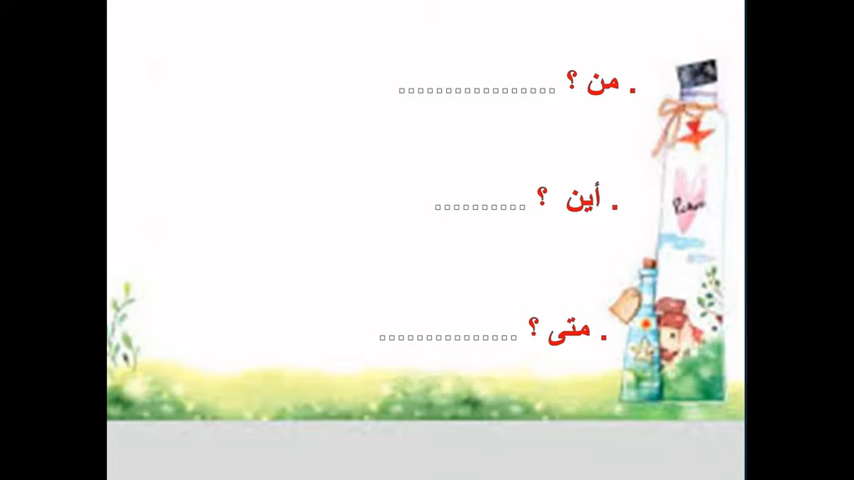 . من ؟ ................
. أين ؟ ..........
. متى ؟ ...............